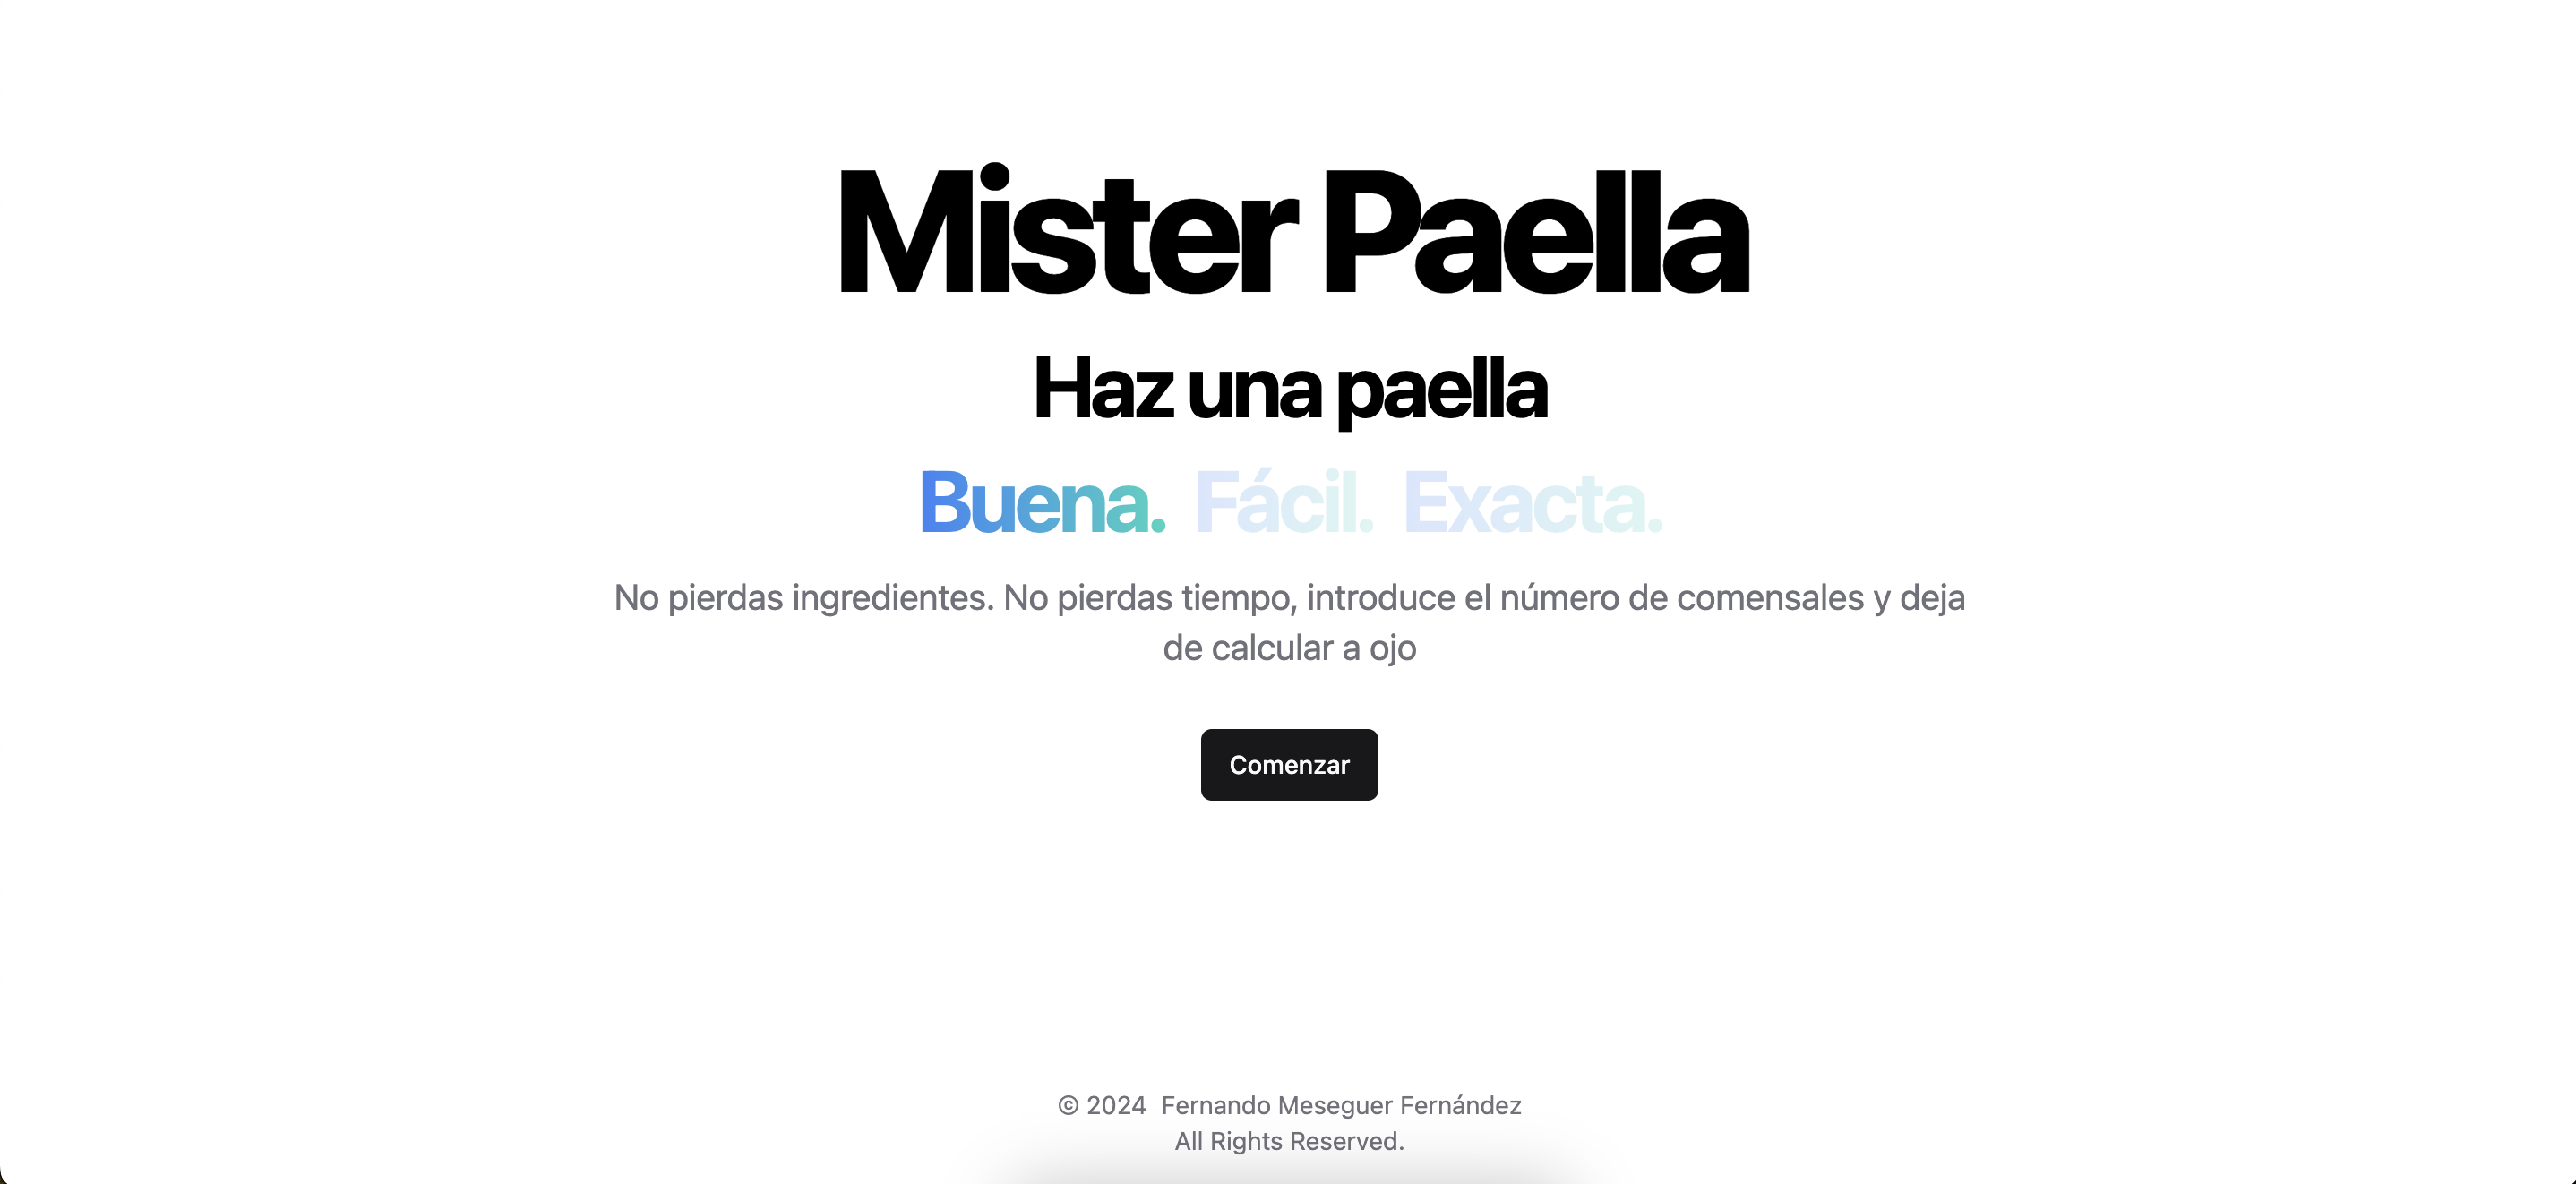 Mister Paella
Haz una paella
Buena. Fácil. Exacta.
No pierdas ingredientes. No pierdas tiempo, introduce el número de comensales y deja
de calcular a ojo
Comenzar
© 2024 Fernando Meseguer Fernández
All Rights Reserved.